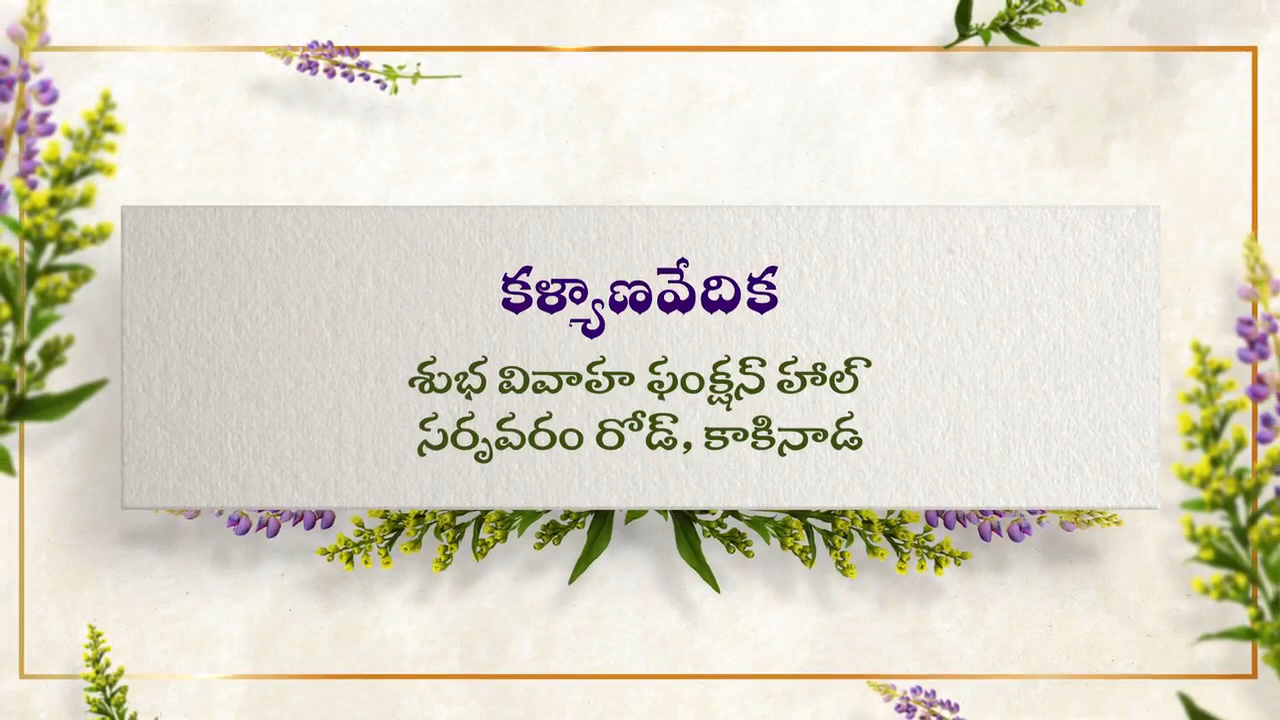 కళ్యాణవేదిక
శుభ వివాహ ఫంక్షన్ హాల్
సర్పవరం రోడ్, కాకినాడ